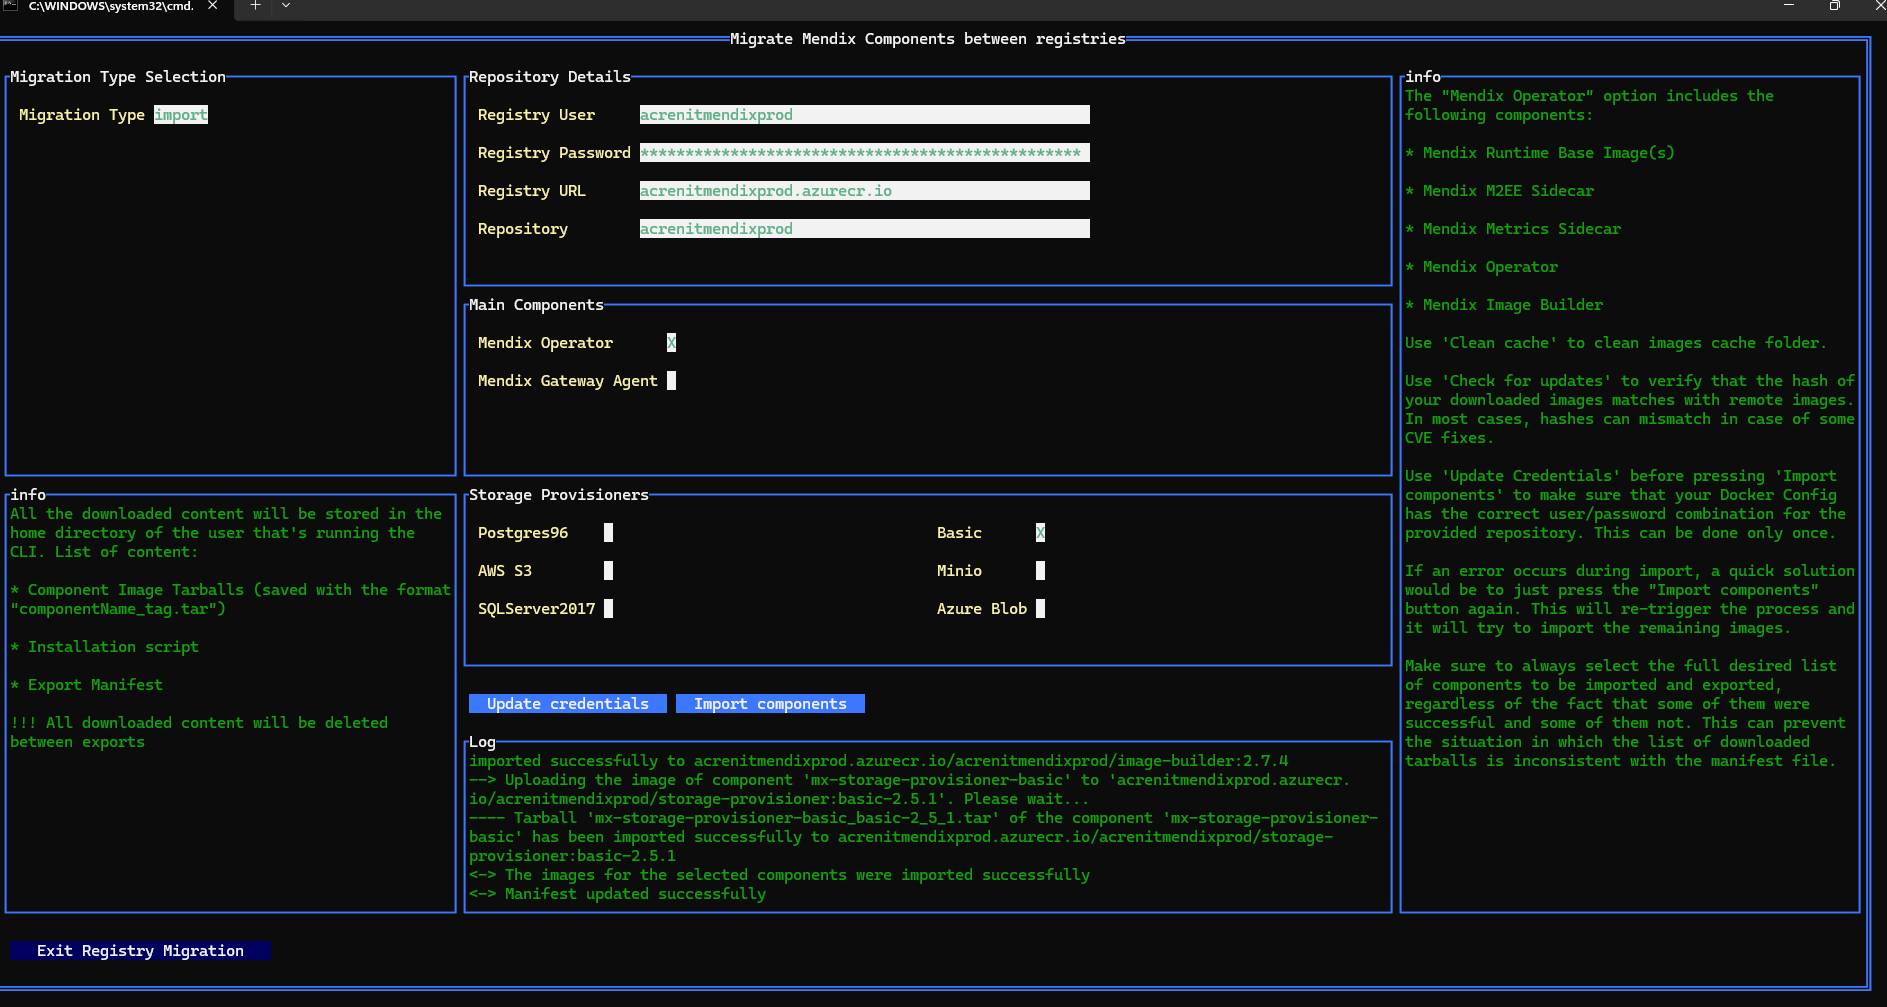 C:\WINDOWS\system32\cmd.
Migrate Mendix Components between registries
Migration Type Selection
Migration Type import
Repository Details
Registry User acrenitmendixprod
Registry Password *************************************************
Registry URL acrenitmendixprod.azurecr.io
Repository acrenitmendixprod
Main Components
Mendix Operator X
Mendix Gateway Agent
info
All the downloaded content will be stored in the
home directory of the user that's running the
CLI. List of content:
* Component Image Tarballs (saved with the format
"componentName_tag.tar")
* Installation script
* Export Manifest
!!! All downloaded content will be deleted
between exports
Storage Provisioners
Postgres96 Basic X
AWS S3 Minio
SQLServer2017 Azure Blob
Update credentials Import components
Log
imported successfully to acrenitmendixprod.azurecr.io/acrenitmendixprod/image-builder:2.7.4
--> Uploading the image of component 'mx-storage-provisioner-basic' to 'acrenitmendixprod.azurecr.
io/acrenitmendixprod/storage-provisioner:basic-2.5.1'. Please wait...
---- Tarball 'mx-storage-provisioner-basic_basic-2_5_1.tar' of the component 'mx-storage-provisioner-
basic' has been imported successfully to acrenitmendixprod.azurecr.io/acrenitmendixprod/storage-
provisioner:basic-2.5.1
<-> The images for the selected components were imported successfully
<-> Manifest updated successfully
info
The "Mendix Operator" option includes the
following components:
* Mendix Runtime Base Image(s)
* Mendix M2EE Sidecar
* Mendix Metrics Sidecar
* Mendix Operator
* Mendix Image Builder
Use 'Clean cache' to clean images cache folder.
Use 'Check for updates' to verify that the hash of
your downloaded images matches with remote images.
In most cases, hashes can mismatch in case of some
CVE fixes.
Use 'Update Credentials' before pressing 'Import
components' to make sure that your Docker Config
has the correct user/password combination for the
provided repository. This can be done only once.
If an error occurs during import, a quick solution
would be to just press the "Import components"
button again. This will re-trigger the process and
it will try to import the remaining images.
Make sure to always select the full desired list
of components to be imported and exported,
regardless of the fact that some of them were
successful and some of them not. This can prevent
the situation in which the list of downloaded
tarballs is inconsistent with the manifest file.
Exit Registry Migration